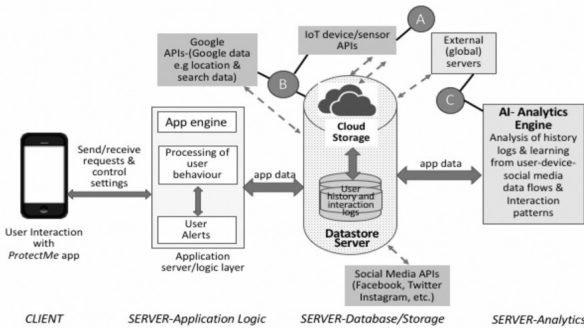 A
Google
APIs-(Google data
e.g location &
search data)
IoT device/sensor
APIs
External
(global)
servers
B
C
Cloud
Storage
App engine
Processing of
user
behaviour
User
Alerts
Application
server/logic layer
Send/receive
requests &
control
settings
User Interaction
with
ProtectMe app
app data
User
history and
interaction
logs
Datastore
Server
app data
AI- Analytics
Engine
Analysis of history
logs & learning
from user-device-
social media
data flows &
Interaction
patterns
Social Media APIs
(Facebook, Twitter
Instagram, etc.)
CLIENT
SERVER-Application Logic
SERVER-Database/Storage
SERVER-Analytics